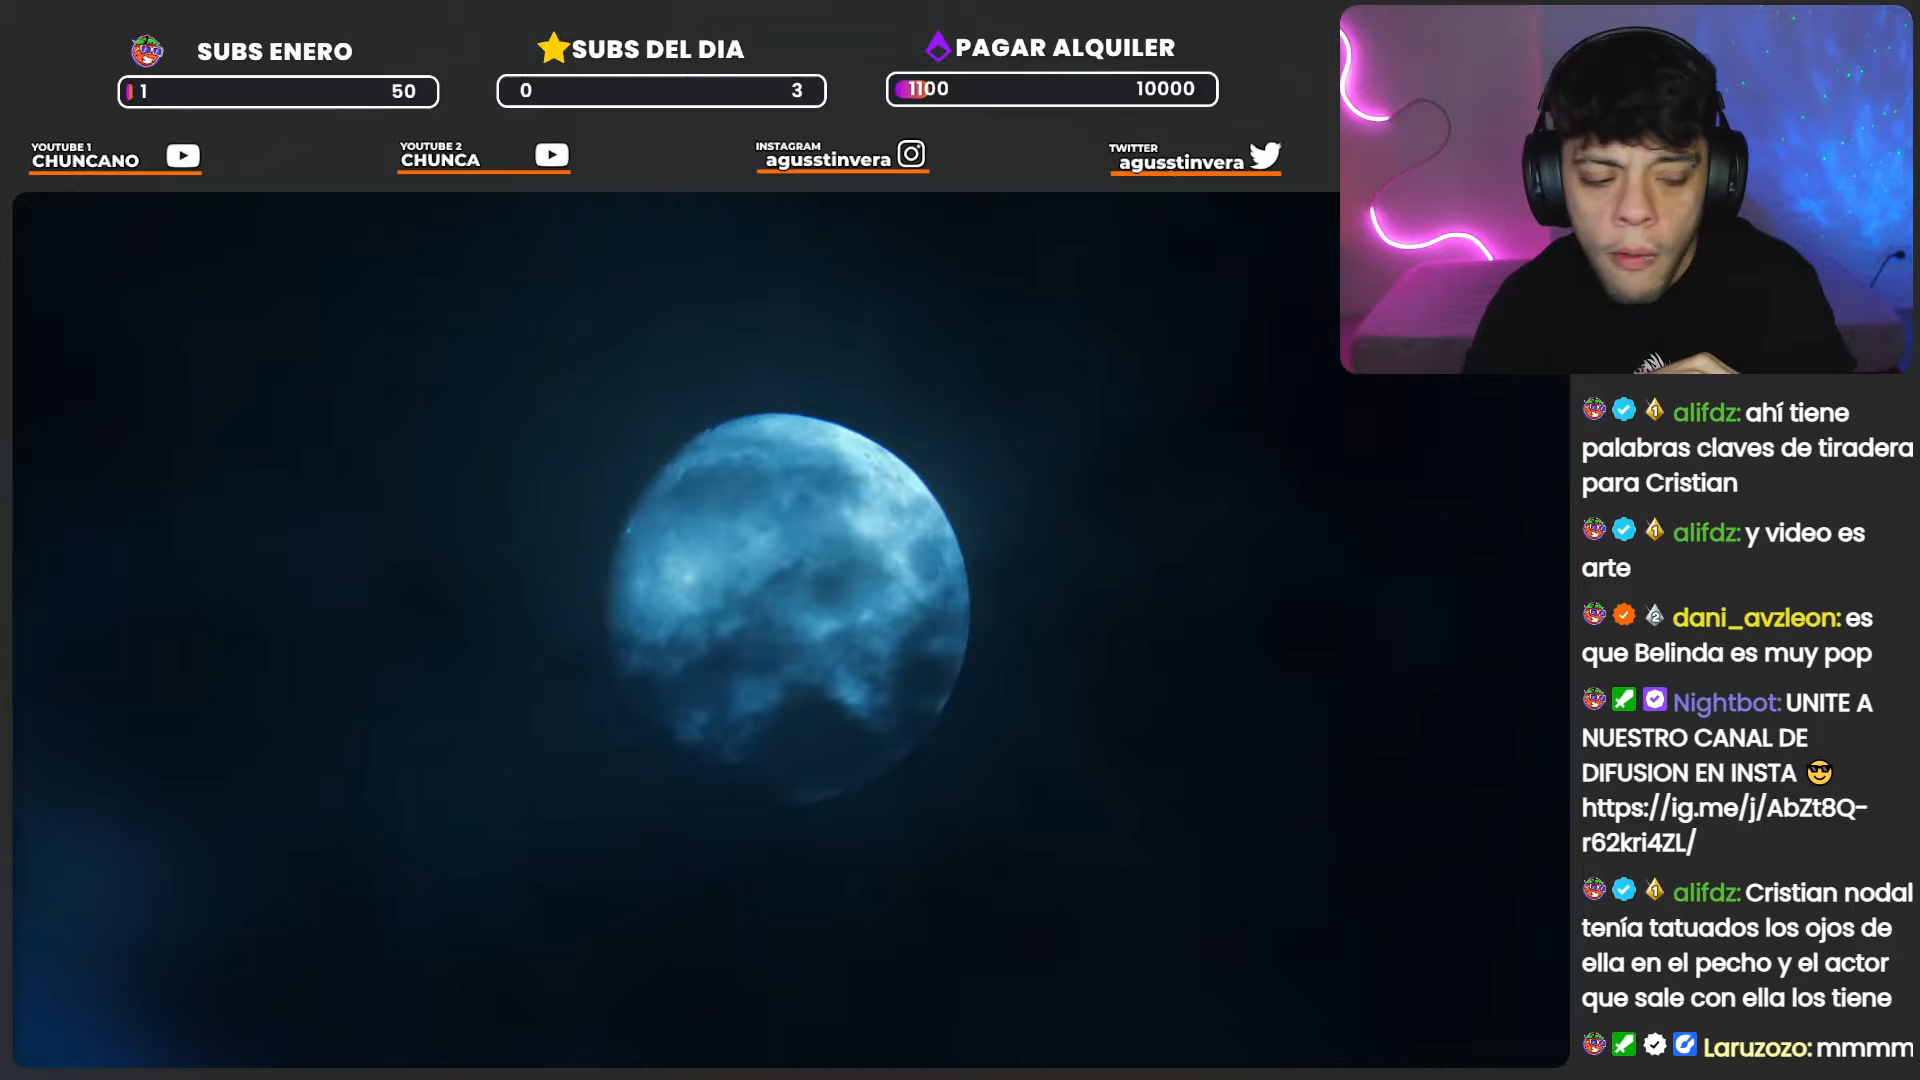 SUBS ENERO
1 50
SUBS DEL DIA
0 3
PAGAR ALQUILER
1100 10000
YOUTUBE 1
CHUNCANO
YOUTUBE 2
CHUNCA
INSTAGRAM
agusstinvera
TWITTER
agusstinvera
alifdz: ahí tiene
palabras claves de tiradera
para Cristian
alifdz: y video es
arte
dani_avzleon: es
que Belinda es muy pop
Nightbot: UNITE A
NUESTRO CANAL DE
DIFUSION EN INSTA 😎
https://ig.me/j/AbZt8Q-
r62kri4ZL/
alifdz: Cristian nodal
tenía tatuados los ojos de
ella en el pecho y el actor
que sale con ella los tiene
Laruzozo: mmmm